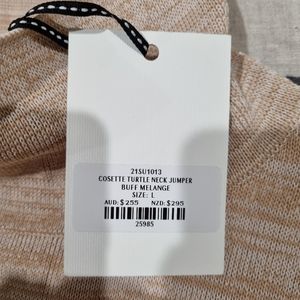 21SU1013
COSETTE TURTLE NECK JUMPER
BUFF MELANGE
SIZE: L
AUD: $255 NZD: $295
25985